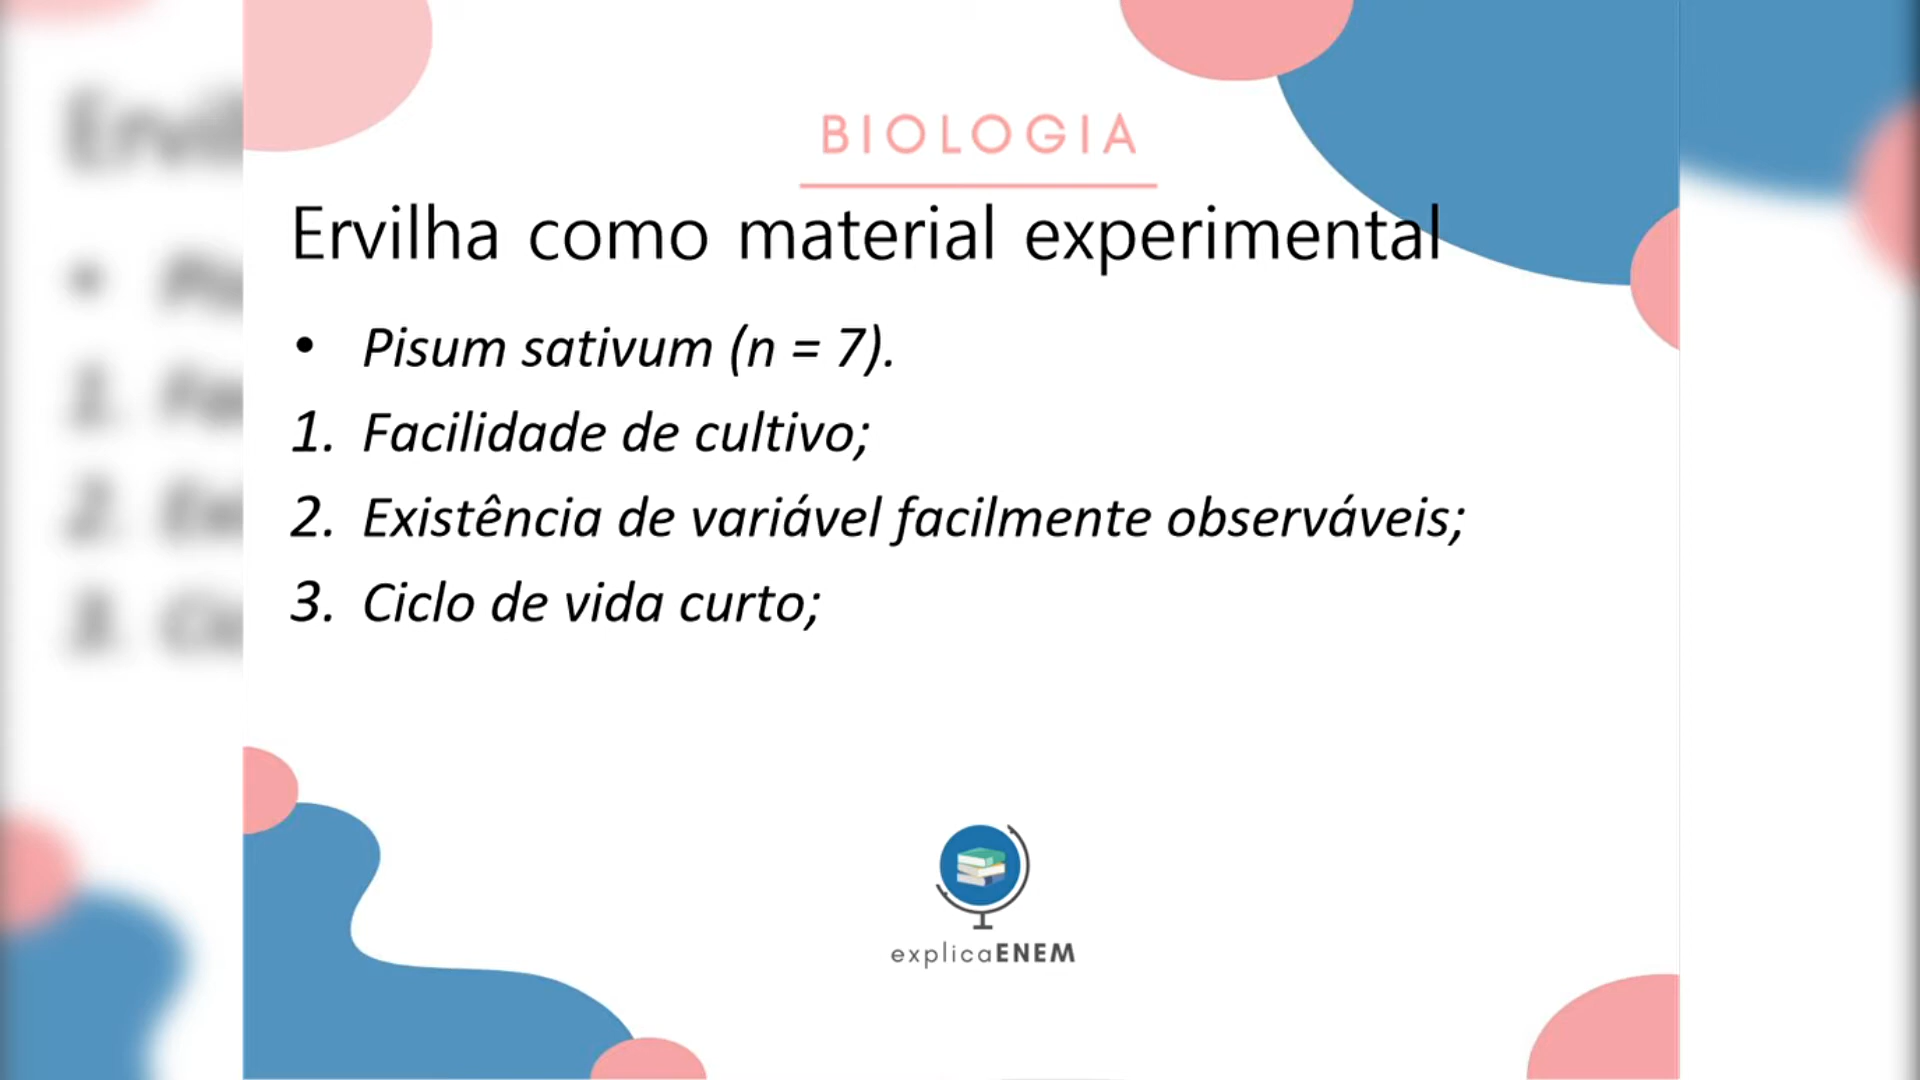 BIOLOGIA
Ervilha como material experimental
• Pisum sativum (n = 7).
1. Facilidade de cultivo;
2. Existência de variável facilmente observáveis;
3. Ciclo de vida curto;
explicaENEM